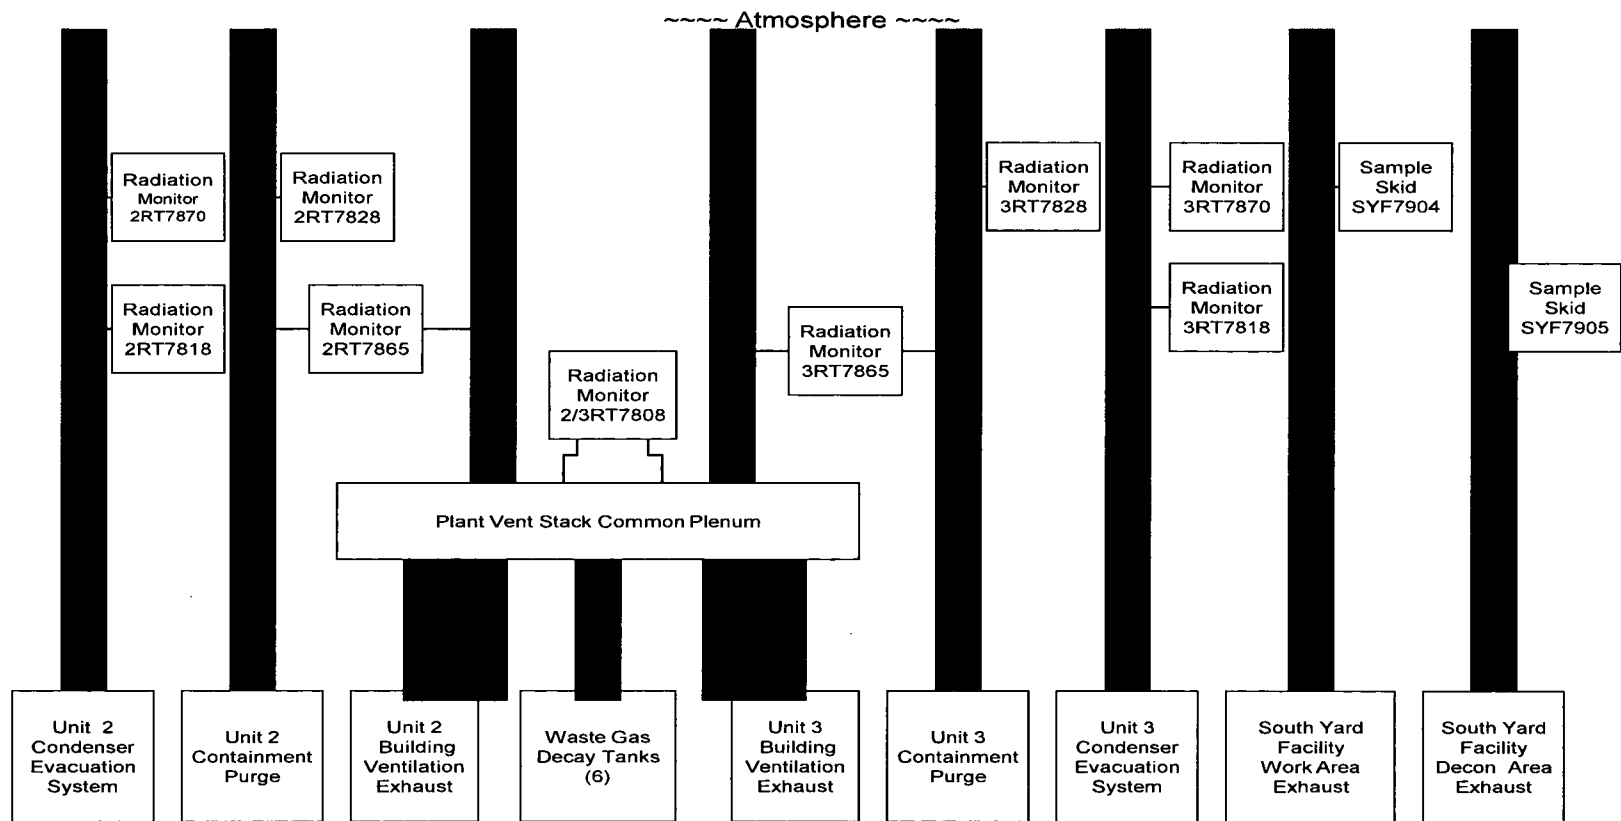 ~~~~ Atmosphere ~~~~
Radiation
Monitor
2RT7870
Radiation
Monitor
2RT7828
Radiation
Monitor
3RT7828
Radiation
Monitor
3RT7870
Sample
Skid
SYF7904
Radiation
Monitor
2RT7818
Radiation
Monitor
2RT7865
Radiation
Monitor
3RT7865
Radiation
Monitor
3RT7818
Sample
Skid
SYF7905
Radiation
Monitor
2/3RT7808
Plant Vent Stack Common Plenum
Unit 2
Condenser
Evacuation
System
Unit 2
Containment
Purge
Unit 2
Building
Ventilation
Exhaust
Waste Gas
Decay Tanks
(6)
Unit 3
Building
Ventilation
Exhaust
Unit 3
Containment
Purge
Unit 3
Condenser
Evacuation
System
South Yard
Facility
Work Area
Exhaust
South Yard
Facility
Decon Area
Exhaust